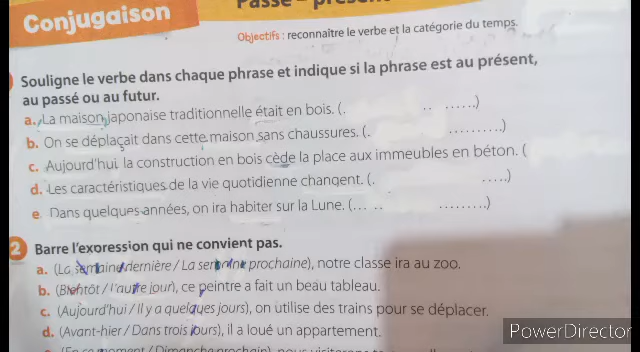 Conjugaison
Objectifs : reconnaître le verbe et la catégorie du temps.
Souligne le verbe dans chaque phrase et indique si la phrase est au présent,
au passé ou au futur.
a. La maison japonaise traditionnelle était en bois. (. .. ......)
b. On se déplaçait dans cette maison sans chaussures. (. .........)
c. Aujourd'hui la construction en bois cède la place aux immeubles en béton. (
d. Les caractéristiques de la vie quotidienne changent. (. ....)
e Dans quelques années, on ira habiter sur la Lune. (... .. ........)
2 Barre l'expression qui ne convient pas.
a. (La semaine dernière / La semaine prochaine), notre classe ira au zoo.
b. (Bientôt / l'autre jour), ce peintre a fait un beau tableau.
c. (Aujourd'hui / Il y a quelques jours), on utilise des trains pour se déplacer.
d. (Avant-hier / Dans trois jours), il a loué un appartement.
PowerDirector